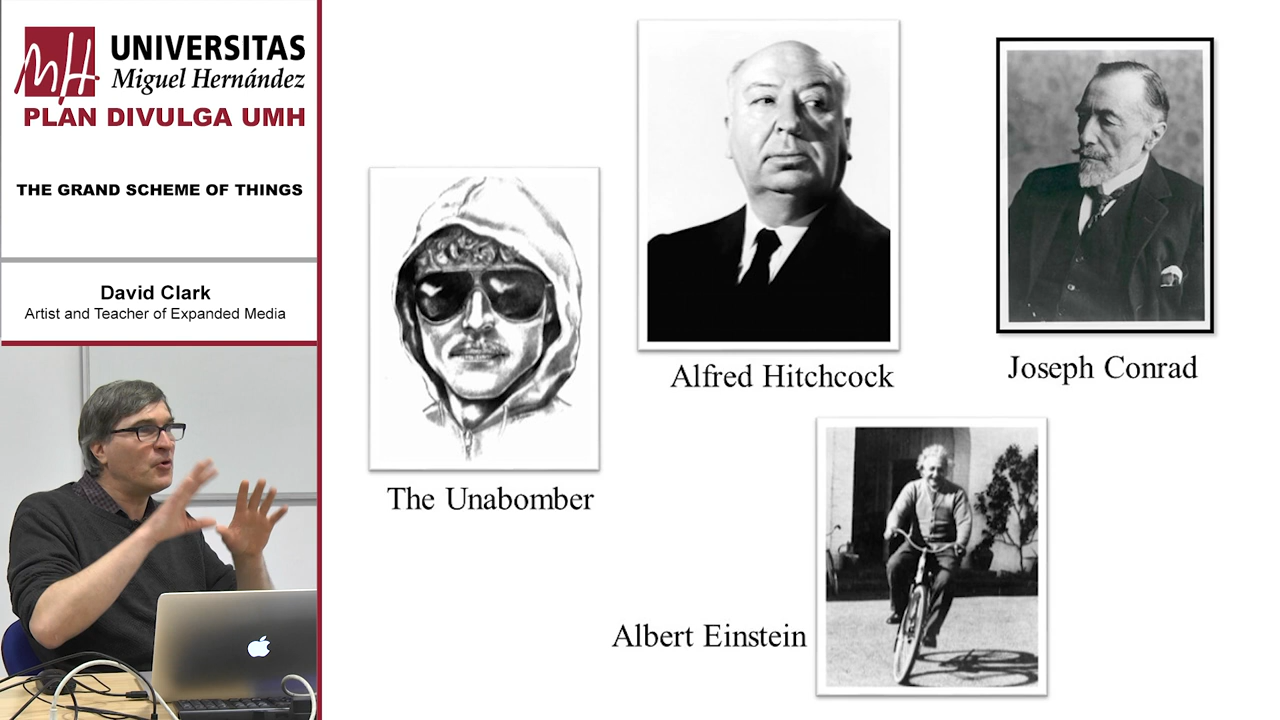 MH UNIVERSITAS
Miguel Hernández
PLAN DIVULGA UMH
THE GRAND SCHEME OF THINGS
David Clark
Artist and Teacher of Expanded Media
Alfred Hitchcock
Joseph Conrad
The Unabomber
Albert Einstein